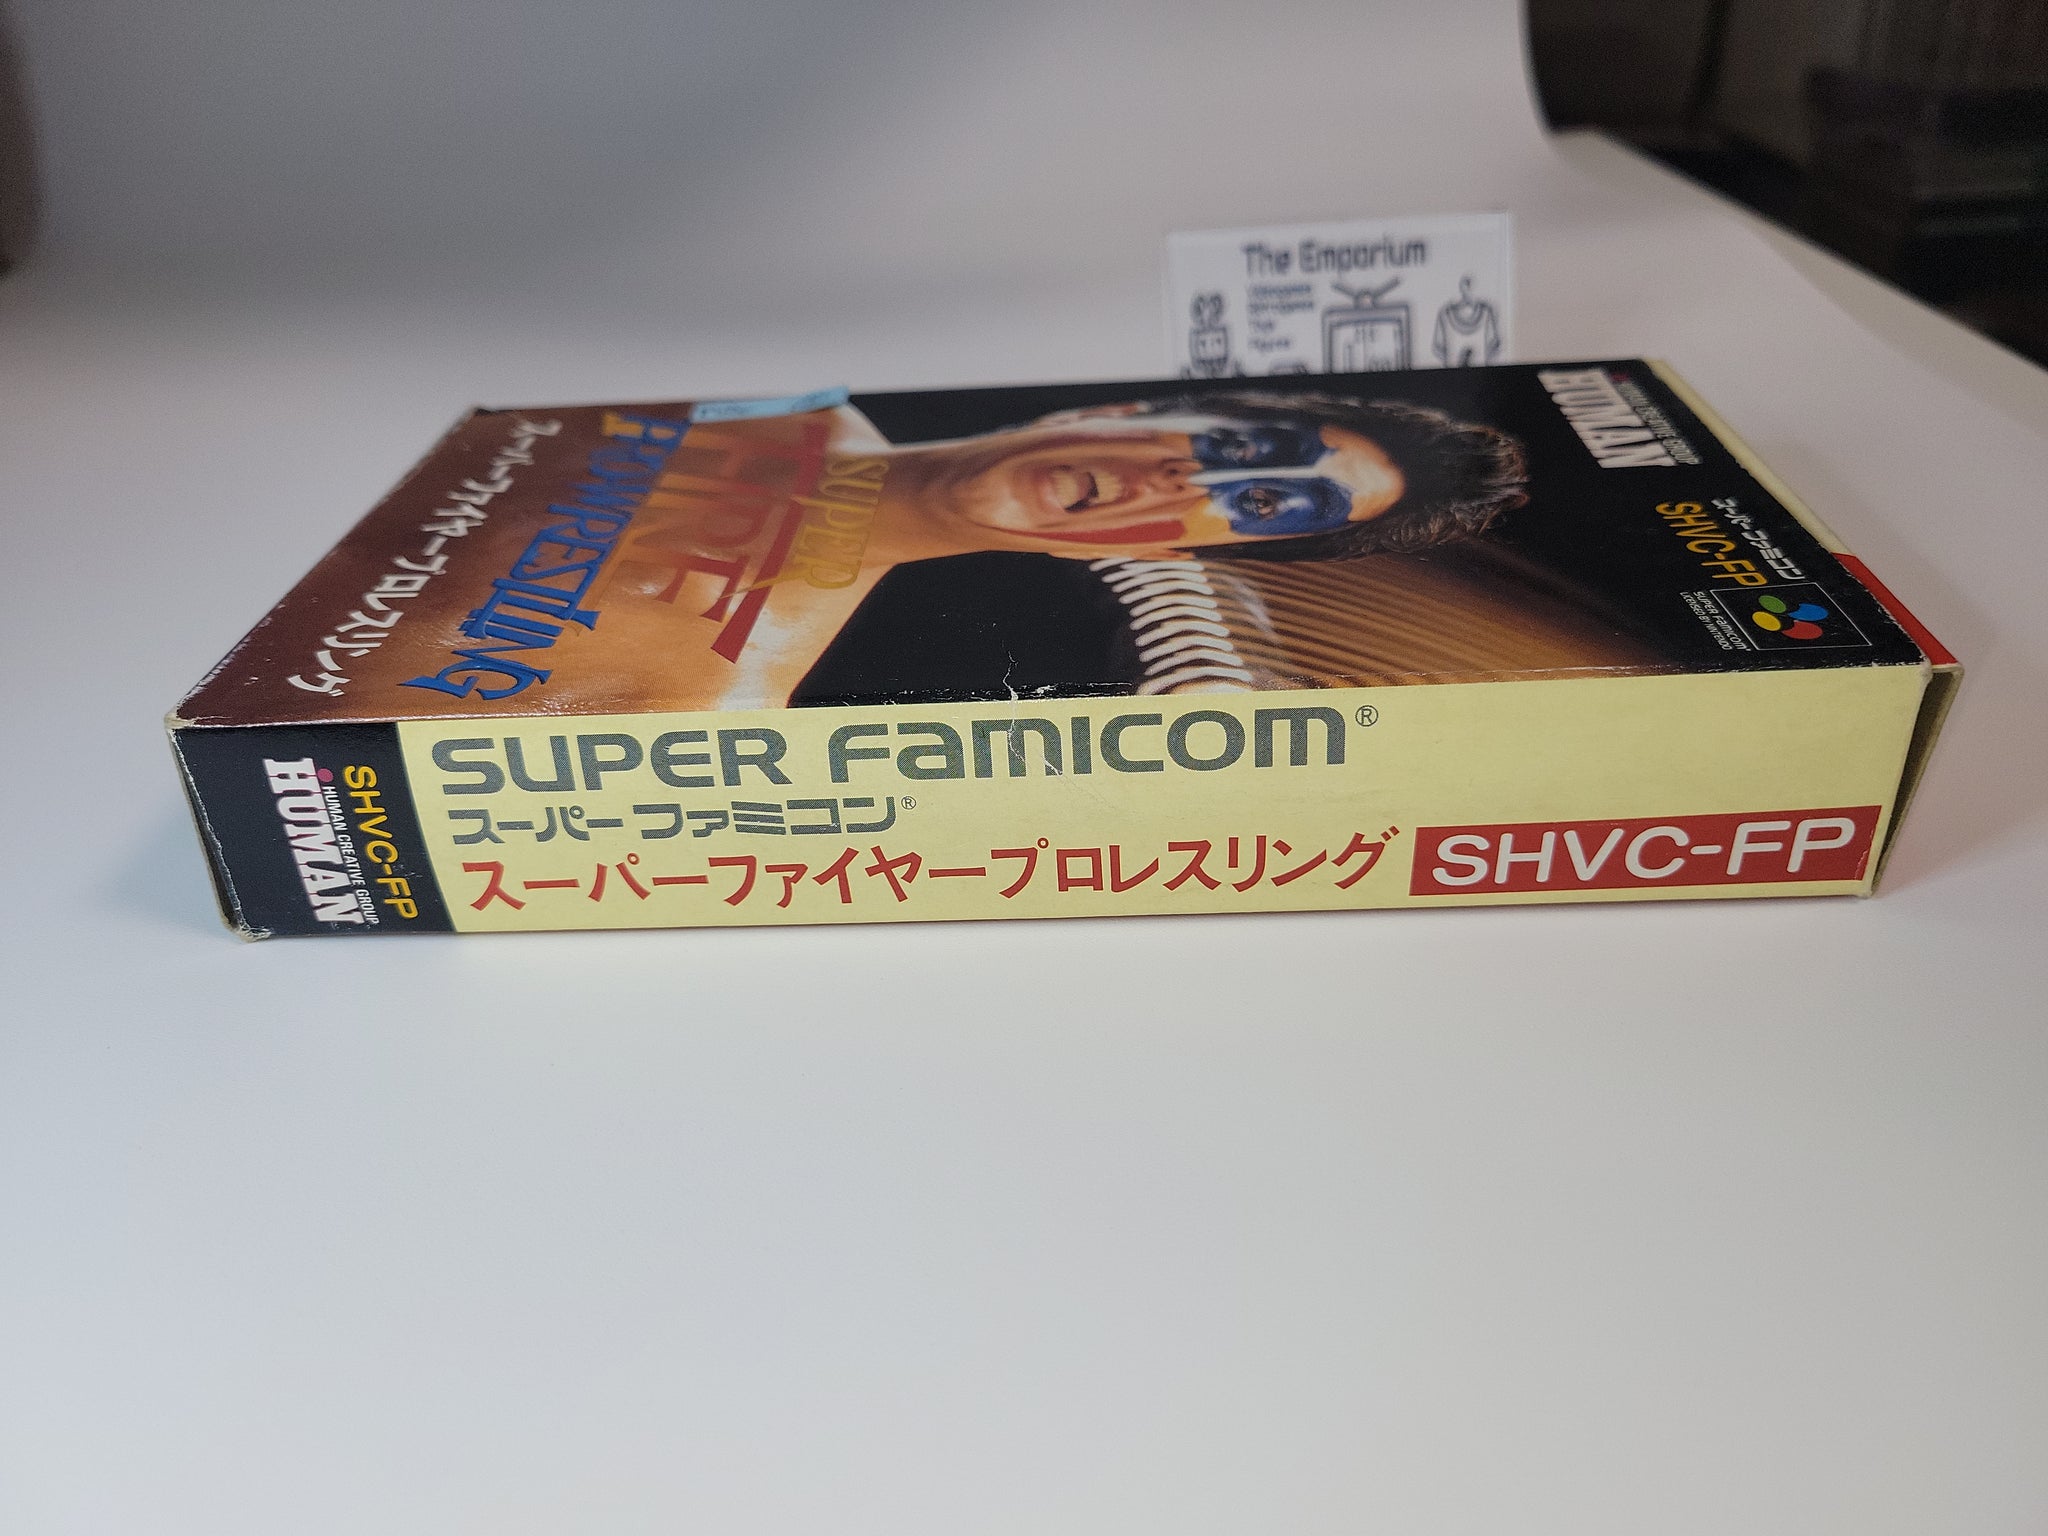 The Emporium
HUMAN
HUMAN CREATIVE GROUP
スーパーファミコン
SHVC-FP
SUPER FAMICOM
LICENSED BY NINTENDO
SUPER
FIRE
PROWRESTLING
スーパーファイヤープロレスリング
SUPER FAMICOM®
スーパーファミコン®
スーパーファイヤープロレスリング SHVC-FP
SHVC-FP
HUMAN CREATIVE GROUP
HUMAN